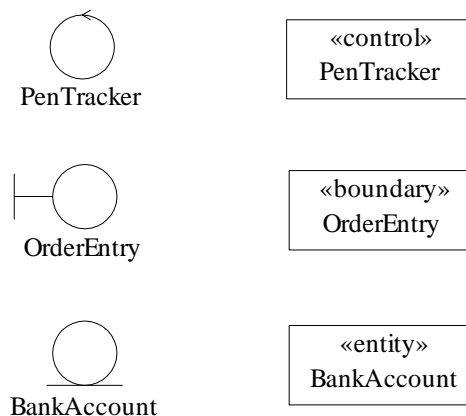 PenTracker
«control»
PenTracker
OrderEntry
«boundary»
OrderEntry
BankAccount
«entity»
BankAccount